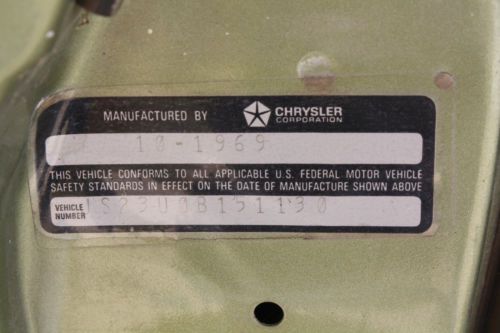 MANUFACTURED BY CHRYSLER
CORPORATION
10-1969
THIS VEHICLE CONFORMS TO ALL APPLICABLE U.S. FEDERAL MOTOR VEHICLE
SAFETY STANDARDS IN EFFECT ON THE DATE OF MANUFACTURE SHOWN ABOVE
VEHICLE
NUMBER JS23U0B151130